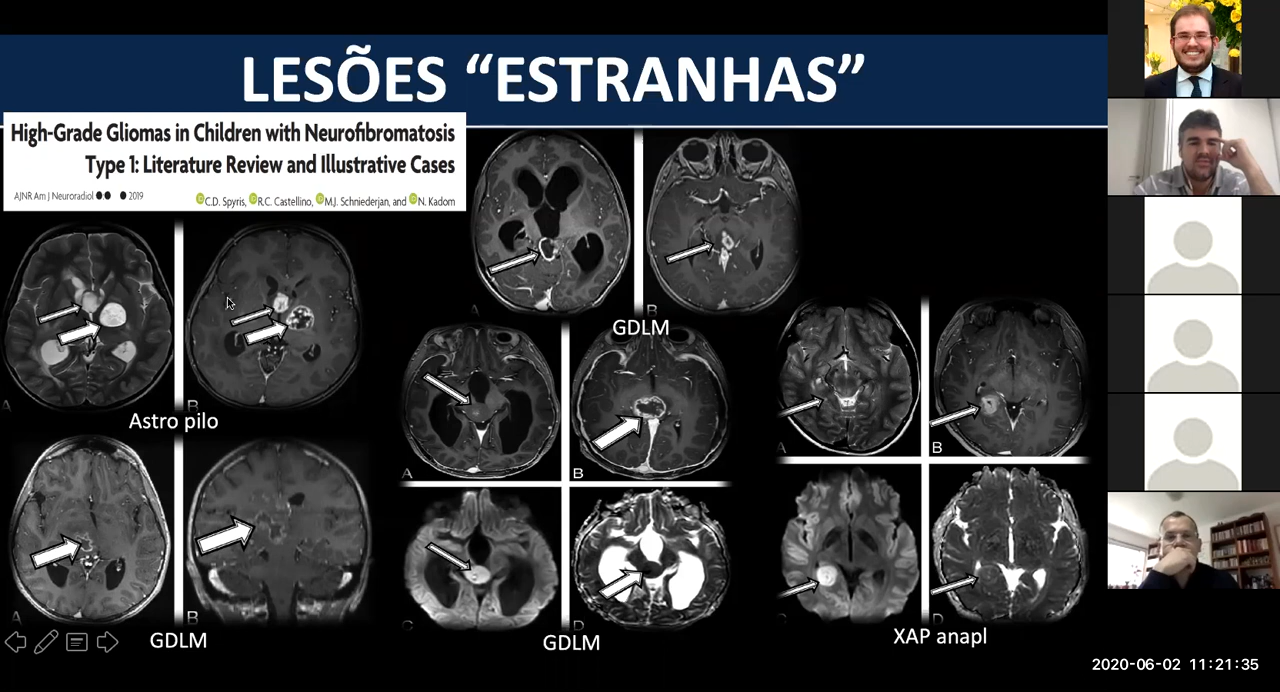 LESÕES “ESTRANHAS”
High-Grade Gliomas in Children with Neurofibromatosis
Type 1: Literature Review and Illustrative Cases
AJNR Am J Neuroradiol ●● ● 2019
C.D. Spyris, R.C. Castellino, M.J. Schniederjan, and N. Kadom
A
B
GDLM
A
B
Astro pilo
A
B
A
B
A
B
GDLM
C
D
GDLM
C
D
XAP anapl
2020-06-02 11:21:35